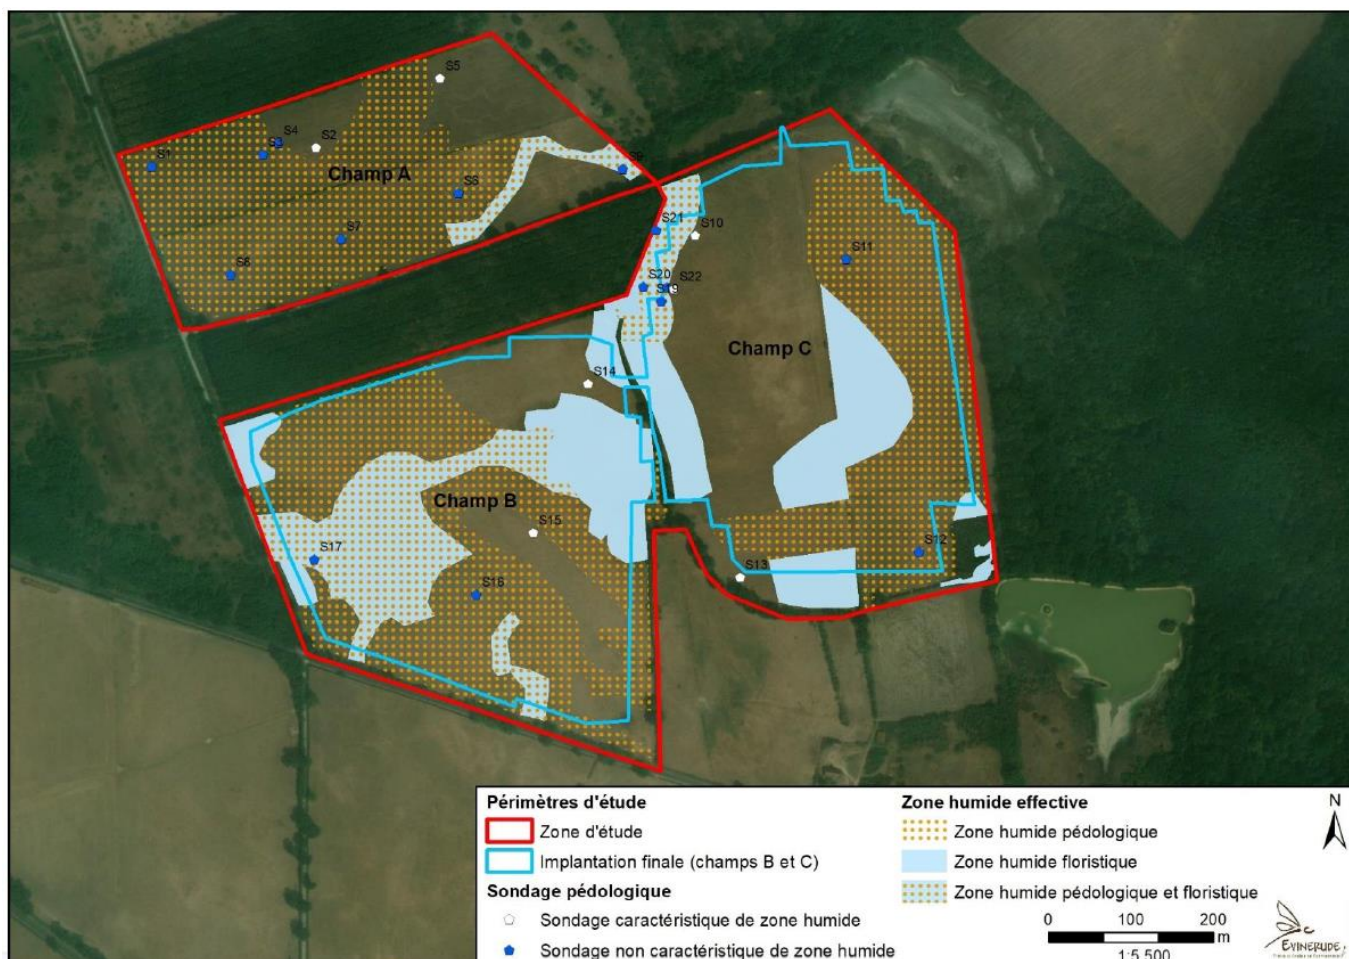 S5
S4
S2
S3
S1
Champ A
S9
S6
S7
S8
S21
S10
S11
S20
S22
S19
Champ C
S14
Champ B
S15
S17
S12
S13
S16
Périmètres d'étude
Zone d'étude
Implantation finale (champs B et C)
Sondage pédologique
Sondage caractéristique de zone humide
Sondage non caractéristique de zone humide
Zone humide effective
Zone humide pédologique
Zone humide floristique
Zone humide pédologique et floristique
N
0 100 200
m
1:5 500
EVINERUDE